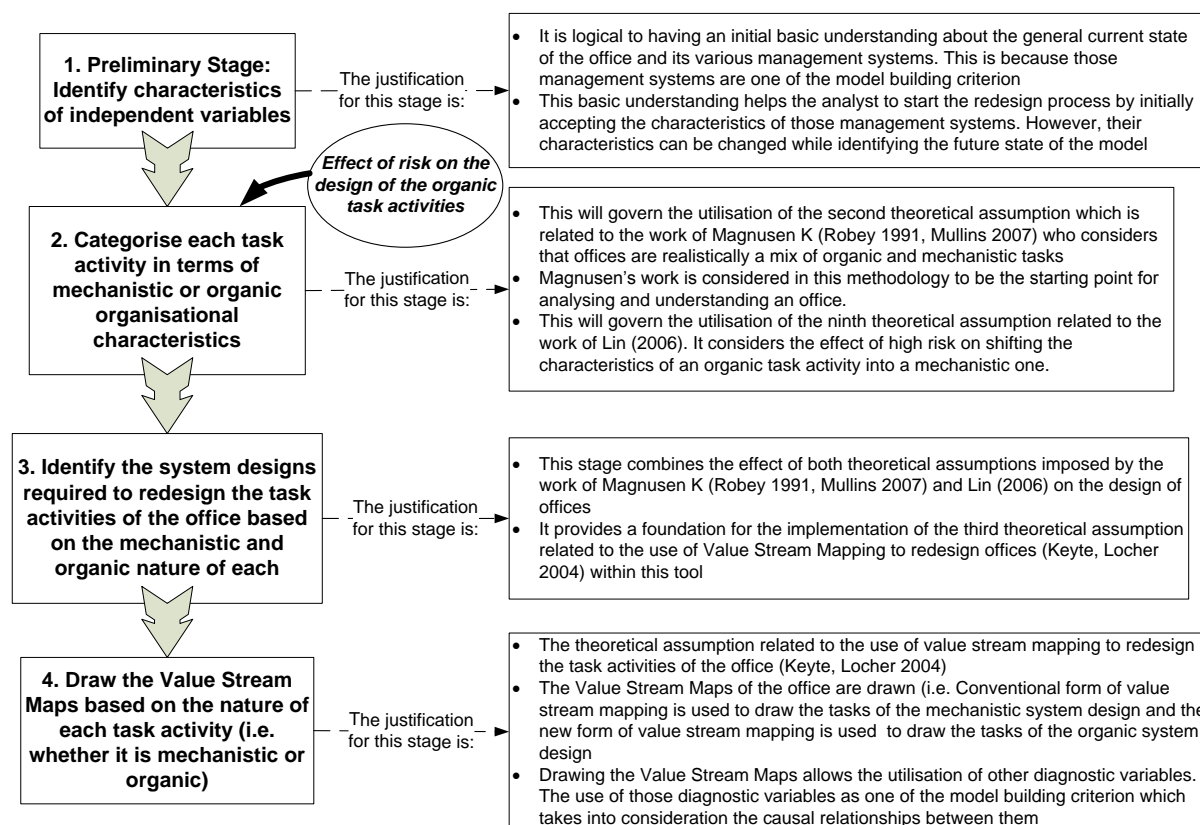 1. Preliminary Stage:
Identify characteristics
of independent variables
The justification
for this stage is:
• It is logical to having an initial basic understanding about the general current state
of the office and its various management systems. This is because those
management systems are one of the model building criterion
• This basic understanding helps the analyst to start the redesign process by initially
accepting the characteristics of those management systems. However, their
characteristics can be changed while identifying the future state of the model
Effect of risk on the
design of the organic
task activities
2. Categorise each task
activity in terms of
mechanistic or organic
organisational
characteristics
The justification
for this stage is:
• This will govern the utilisation of the second theoretical assumption which is
related to the work of Magnusen K (Robey 1991, Mullins 2007) who considers
that offices are realistically a mix of organic and mechanistic tasks
• Magnusen's work is considered in this methodology to be the starting point for
analysing and understanding an office.
• This will govern the utilisation of the ninth theoretical assumption related to the
work of Lin (2006). It considers the effect of high risk on shifting the
characteristics of an organic task activity into a mechanistic one.
3. Identify the system designs
required to redesign the task
activities of the office based
on the mechanistic and
organic nature of each
The justification
for this stage is:
• This stage combines the effect of both theoretical assumptions imposed by the
work of Magnusen K (Robey 1991, Mullins 2007) and Lin (2006) on the design of
offices
• It provides a foundation for the implementation of the third theoretical assumption
related to the use of Value Stream Mapping to redesign offices (Keyte, Locher
2004) within this tool
4. Draw the Value Stream
Maps based on the nature of
each task activity (i.e.
whether it is mechanistic or
organic)
The justification
for this stage is:
• The theoretical assumption related to the use of value stream mapping to redesign
the task activities of the office (Keyte, Locher 2004)
• The Value Stream Maps of the office are drawn (i.e. Conventional form of value
stream mapping is used to draw the tasks of the mechanistic system design and the
new form of value stream mapping is used to draw the tasks of the organic system
design
• Drawing the Value Stream Maps allows the utilisation of other diagnostic variables.
The use of those diagnostic variables as one of the model building criterion which
takes into consideration the causal relationships between them